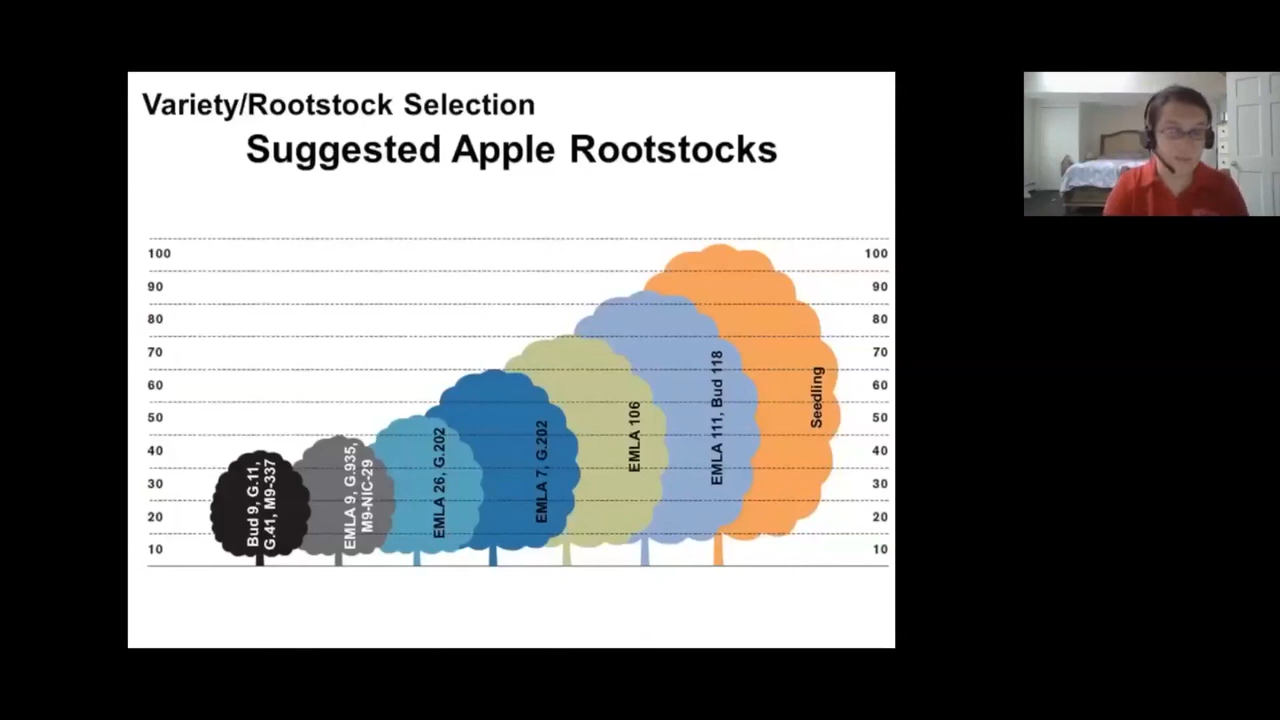 Variety/Rootstock Selection
Suggested Apple Rootstocks
100 100
90 90
80 80
70 70
60 60
50 50
40 40
30 30
20 20
10 10
Bud 9, G.11,
G.41, M9-337
EMLA 9, G.935,
M9-NIC-29
EMLA 26, G.202
EMLA 7, G.202
EMLA 106
EMLA 111, Bud 118
Seedling